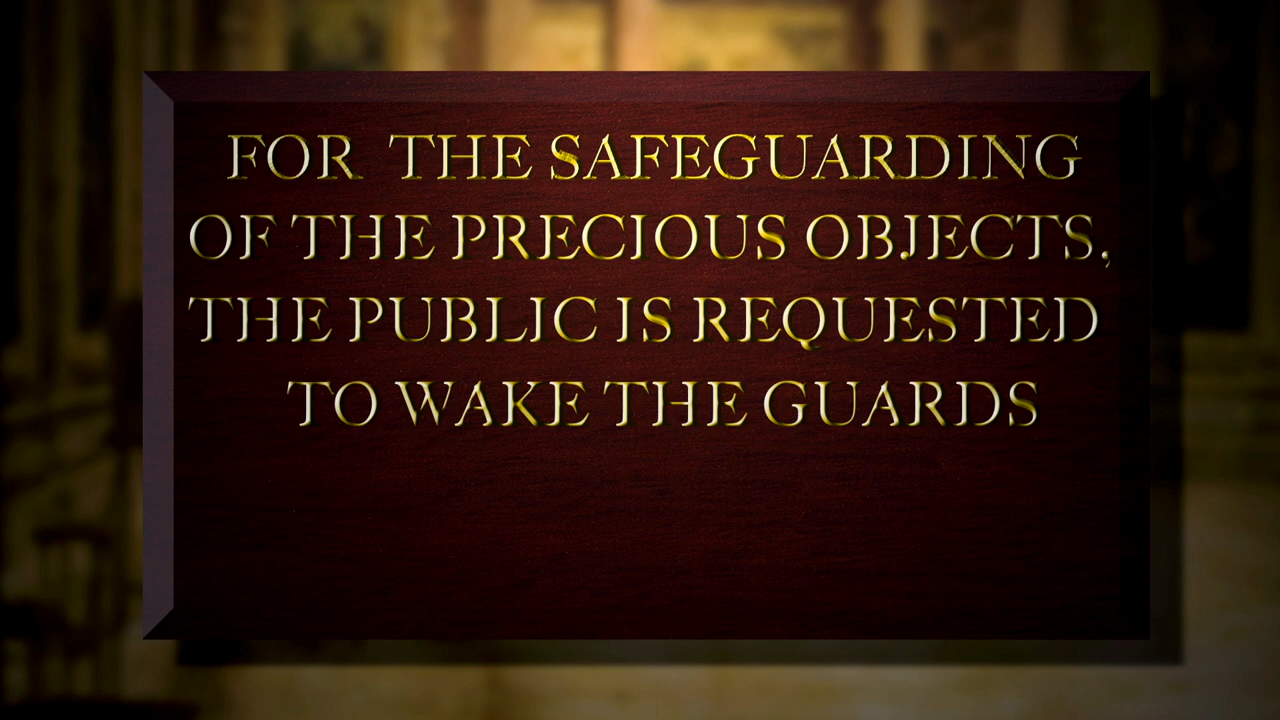 FOR THE SAFEGUARDING
OF THE PRECIOUS OBJECTS,
THE PUBLIC IS REQUESTED
TO WAKE THE GUARDS